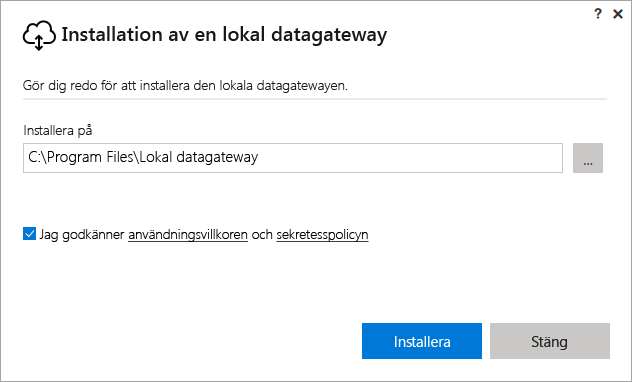 ? ×
Installation av en lokal datagateway
Gör dig redo för att installera den lokala datagatewayen.
Installera på
C:\Program Files\Lokal datagateway
...
Jag godkänner användningsvillkoren och sekretesspolicyn
Installera Stäng